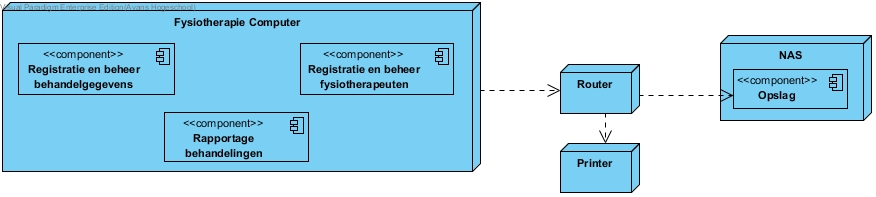 Visual Paradigm Enterprise Edition(Avans Hogeschool)
Fysiotherapie Computer
<<component>>
Registratie en beheer
behandelgegevens
<<component>>
Registratie en beheer
fysiotherapeuten
<<component>>
Rapportage
behandelingen
Router
Printer
NAS
<<component>>
Opslag